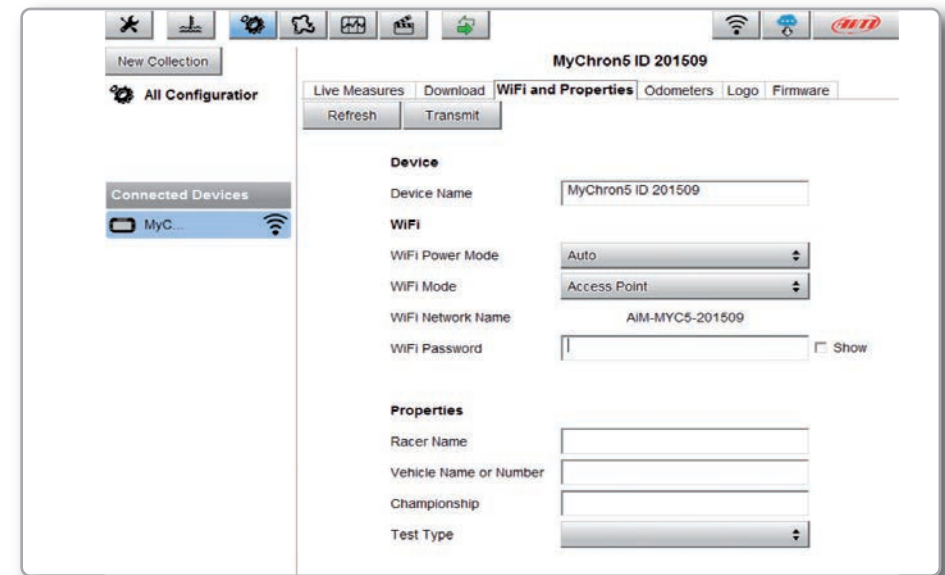 AiM
New Collection
MyChron5 ID 201509
All Configuratior
Live Measures Download WiFi and Properties Odometers Logo Firmware
Refresh Transmit
Device
Connected Devices
Device Name MyChron5 ID 201509
MyC...
WiFi
WiFi Power Mode Auto
WiFi Mode Access Point
WiFi Network Name AiM-MYC5-201509
WiFi Password Show
Properties
Racer Name
Vehicle Name or Number
Championship
Test Type